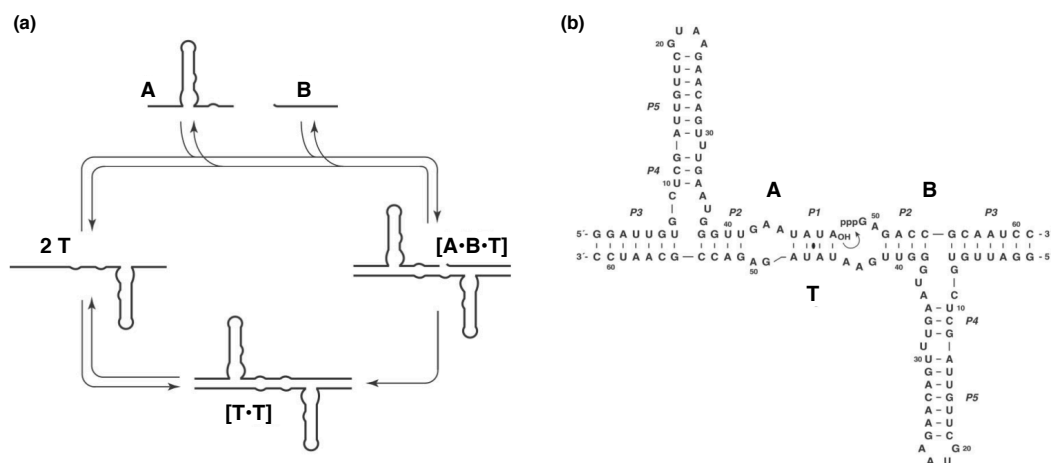 (a)
A
B
2 T
[A•B•T]
[T•T]
(b)
U A
G A
20
C – G
U – A
U – A
G – C
P5
U – A
U – G
A – U
30
U
G – U
P4
C – G
U – A
10
C A
U
G
A
B
P3
P2
40
P1
pppG
50
P2
P3
60
5´- G G A U U G U G G U U G A A U A U A OH A G A C C – G C A A U C C - 3´
3´- C C U A A C G C C A G A G A U A U A A G U U G G U G U U A G G - 5´
60
50
40
T
U G
A C
A – U
10
G – C
P4
U – G
U
30
U – A
G – U
A – U
P5
C – G
A – U
A – U
G – C
A G
20
A U